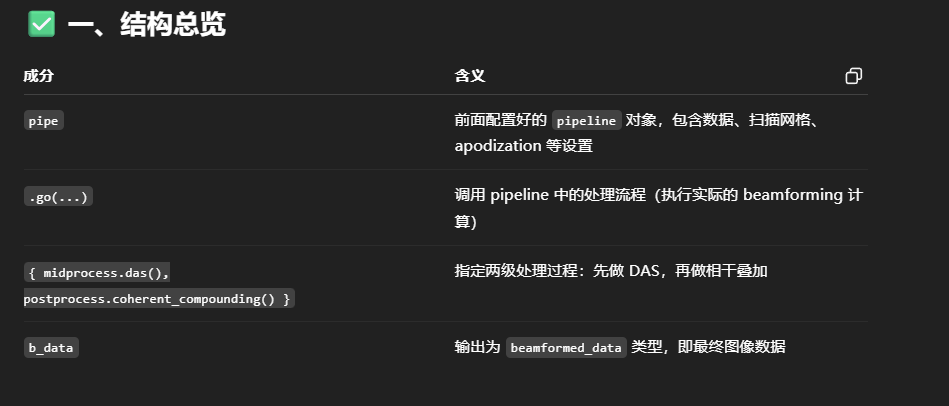 ✅ 一、结构总览
成分 含义
pipe 前面配置好的 pipeline 对象，包含数据、扫描网格、
apodization 等设置
.go(...) 调用 pipeline 中的处理流程（执行实际的 beamforming 计
算）
{ midprocess.das(), 指定两级处理过程：先做 DAS，再做相干叠加
postprocess.coherent_compounding() }
b_data 输出为 beamformed_data 类型，即最终图像数据